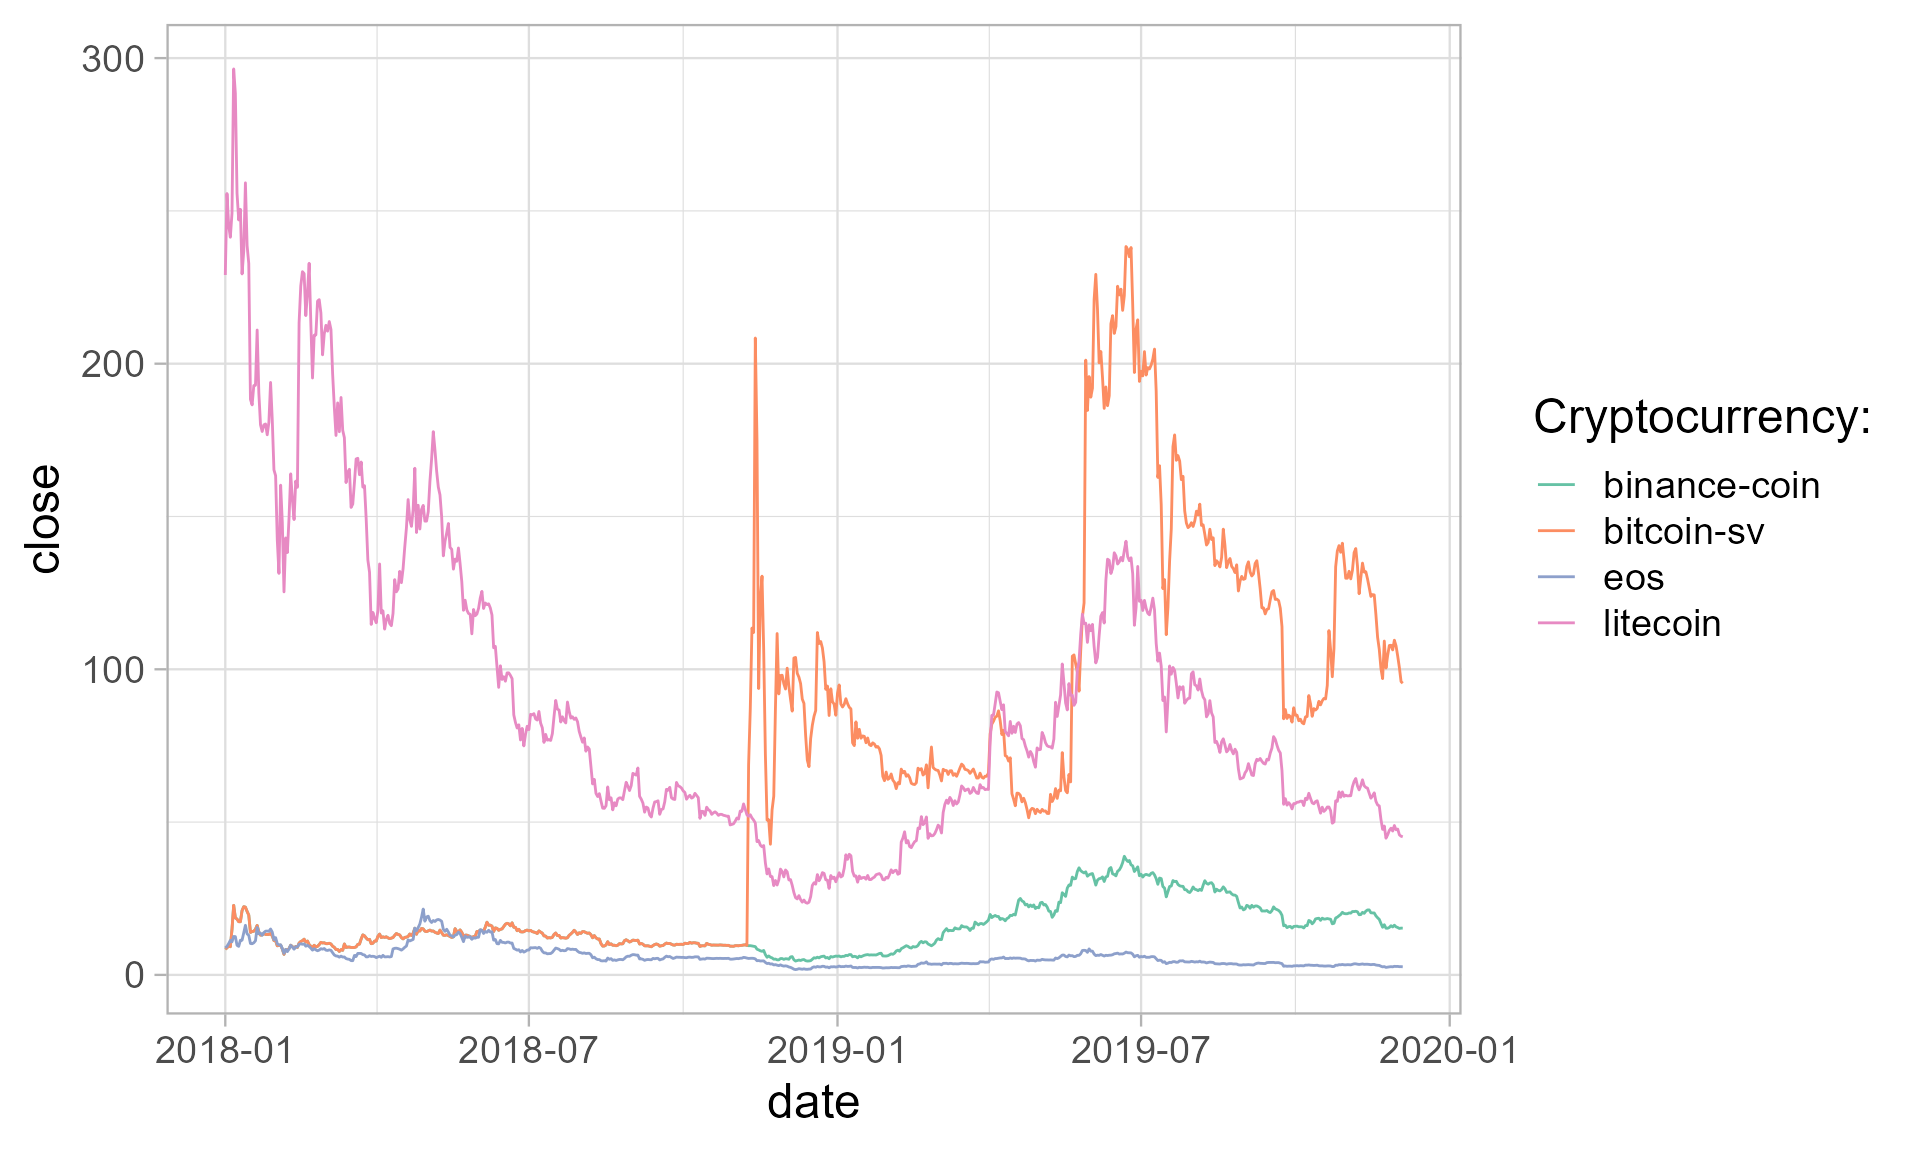 300
200
100
0
close
2018-01
2018-07
2019-01
2019-07
2020-01
date
Cryptocurrency:
binance-coin
bitcoin-sv
eos
litecoin